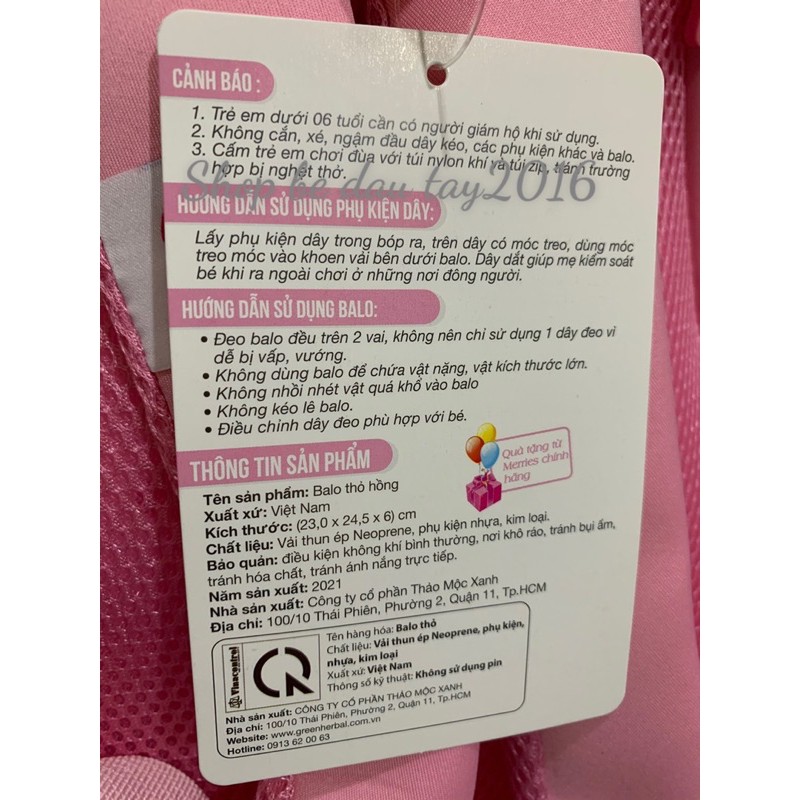 CẢNH BÁO :
1. Trẻ em dưới 06 tuổi cần có người giám hộ khi sử dụng.
2. Không cắn, xé, ngậm đầu dây kéo, các phụ kiện khác và balo.
3. Cấm trẻ em chơi đùa với túi nylon khí và túi zip, tránh trường
hợp bị nghẹt thở.
Shop bé dau tay2016
HƯỚNG DẪN SỬ DỤNG PHỤ KIỆN DÂY:
Lấy phụ kiện dây trong bóp ra, trên dây có móc treo, dùng móc
treo móc vào khoen vải bên dưới balo. Dây dắt giúp mẹ kiểm soát
bé khi ra ngoài chơi ở những nơi đông người.
HƯỚNG DẪN SỬ DỤNG BALO:
• Đeo balo đều trên 2 vai, không nên chỉ sử dụng 1 dây đeo vì
dễ bị vấp, vướng.
• Không dùng balo để chứa vật nặng, vật kích thước lớn.
• Không nhồi nhét vật quá khổ vào balo
• Không kéo lê balo.
• Điều chỉnh dây đeo phù hợp với bé.
Quà tặng từ
Merries chính
hãng
THÔNG TIN SẢN PHẨM
Tên sản phẩm: Balo thỏ hồng
Xuất xứ: Việt Nam
Kích thước: (23,0 x 24,5 x 6) cm
Chất liệu: Vải thun ép Neoprene, phụ kiện nhựa, kim loại.
Bảo quản: điều kiện không khí bình thường, nơi khô ráo, tránh bụi ẩm,
tránh hóa chất, tránh ánh nắng trực tiếp.
Năm sản xuất: 2021
Nhà sản xuất: Công ty cổ phần Thảo Mộc Xanh
Địa chỉ: 100/10 Thái Phiên, Phường 2, Quận 11, Tp.HCM
Vinacontrol
CR
Tên hàng hóa: Balo thỏ
Chất liệu: Vải thun ép Neoprene, phụ kiện,
nhựa, kim loại
Xuất xứ: Việt Nam
Thông số kỹ thuật: Không sử dụng pin
Nhà sản xuất: CÔNG TY CỔ PHẦN THẢO MỘC XANH
Địa chỉ: 100/10 Thái Phiên, Phường 2, Quận 11, Tp.HCM
Website: www.greenherbal.com.vn
Hotline: 0913 62 00 63